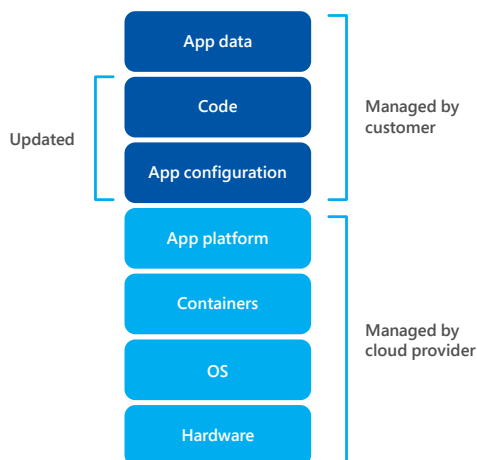 App data
Code
Updated
Managed by
customer
App configuration
App platform
Containers
Managed by
cloud provider
OS
Hardware